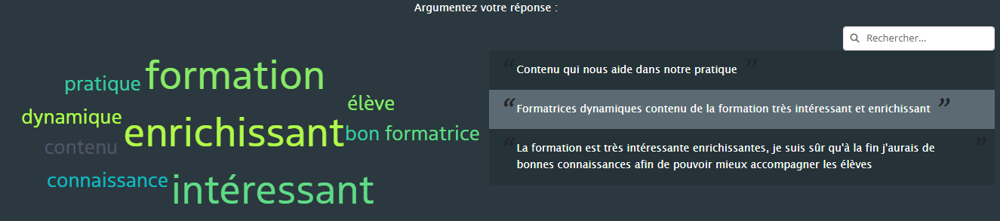 Argumentez votre réponse :
Rechercher...
formation
pratique
élève
dynamique
enrichissant
bon formatrice
contenu
connaissance
intéressant
“ Contenu qui nous aide dans notre pratique ”
“ Formatrices dynamiques contenu de la formation très intéressant et enrichissant ”
“ La formation est très intéressante enrichissantes, je suis sûr qu'à la fin j'aurais de ”
bonnes connaissances afin de pouvoir mieux accompagner les élèves